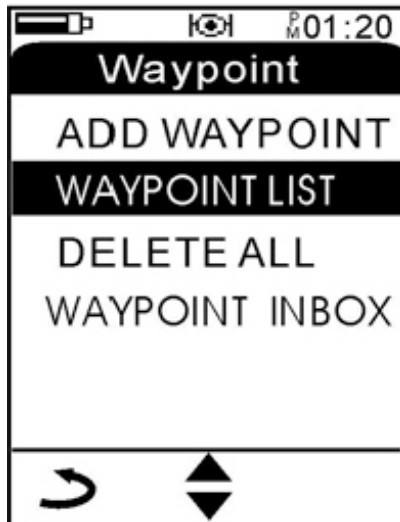 PM 01:20
Waypoint
ADD WAYPOINT
WAYPOINT LIST
DELETE ALL
WAYPOINT INBOX